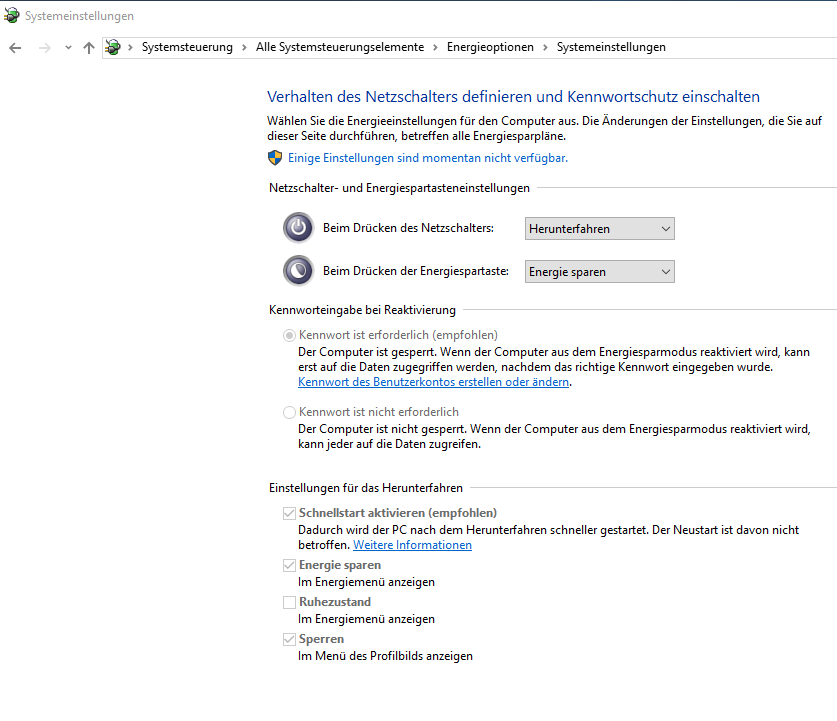 Systemeinstellungen
Systemsteuerung > Alle Systemsteuerungselemente > Energieoptionen > Systemeinstellungen
Verhalten des Netzschalters definieren und Kennwortschutz einschalten
Wählen Sie die Energieeinstellungen für den Computer aus. Die Änderungen der Einstellungen, die Sie auf
dieser Seite durchführen, betreffen alle Energiesparpläne.
Einige Einstellungen sind momentan nicht verfügbar.
Netzschalter- und Energiespartasteneinstellungen
Beim Drücken des Netzschalters: Herunterfahren
Beim Drücken der Energiespartaste: Energie sparen
Kennworteingabe bei Reaktivierung
Kennwort ist erforderlich (empfohlen)
Der Computer ist gesperrt. Wenn der Computer aus dem Energiesparmodus reaktiviert wird, kann
erst auf die Daten zugegriffen werden, nachdem das richtige Kennwort eingegeben wurde.
Kennwort des Benutzerkontos erstellen oder ändern.
Kennwort ist nicht erforderlich
Der Computer ist nicht gesperrt. Wenn der Computer aus dem Energiesparmodus reaktiviert wird,
kann jeder auf die Daten zugreifen.
Einstellungen für das Herunterfahren
Schnellstart aktivieren (empfohlen)
Dadurch wird der PC nach dem Herunterfahren schneller gestartet. Der Neustart ist davon nicht
betroffen. Weitere Informationen
Energie sparen
Im Energiemenü anzeigen
Ruhezustand
Im Energiemenü anzeigen
Sperren
Im Menü des Profilbilds anzeigen